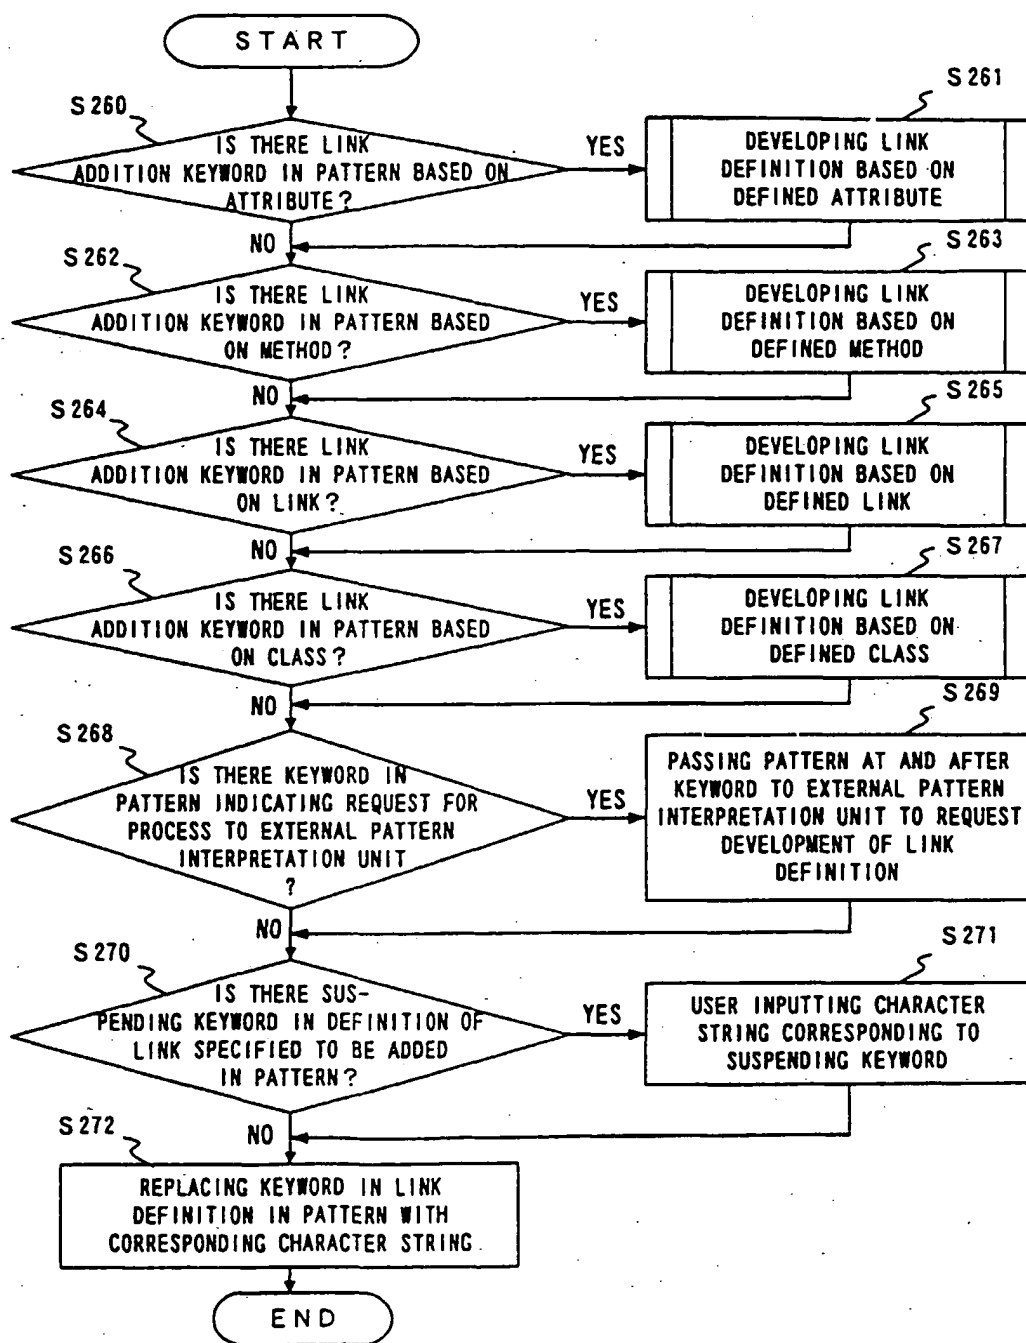 START
S260
IS THERE LINK
ADDITION KEYWORD IN PATTERN BASED ON
ATTRIBUTE?
YES
NO
S261
DEVELOPING LINK
DEFINITION BASED ON
DEFINED ATTRIBUTE
S262
IS THERE LINK
ADDITION KEYWORD IN PATTERN BASED
ON METHOD?
YES
NO
S263
DEVELOPING LINK
DEFINITION BASED ON
DEFINED METHOD
S264
IS THERE LINK
ADDITION KEYWORD IN PATTERN BASED
ON LINK?
YES
NO
S265
DEVELOPING LINK
DEFINITION BASED ON
DEFINED LINK
S266
IS THERE LINK
ADDITION KEYWORD IN PATTERN BASED
ON CLASS?
YES
NO
S267
DEVELOPING LINK
DEFINITION BASED ON
DEFINED CLASS
S268
IS THERE KEYWORD IN
PATTERN INDICATING REQUEST FOR
PROCESS TO EXTERNAL PATTERN
INTERPRETATION UNIT
?
YES
NO
S269
PASSING PATTERN AT AND AFTER
KEYWORD TO EXTERNAL PATTERN
INTERPRETATION UNIT TO REQUEST
DEVELOPMENT OF LINK
DEFINITION
S270
IS THERE SUS-
PENDING KEYWORD IN DEFINITION OF
LINK SPECIFIED TO BE ADDED
IN PATTERN?
YES
NO
S271
USER INPUTTING CHARACTER
STRING CORRESPONDING TO
SUSPENDING KEYWORD
S272
REPLACING KEYWORD IN LINK
DEFINITION IN PATTERN WITH
CORRESPONDING CHARACTER STRING
END